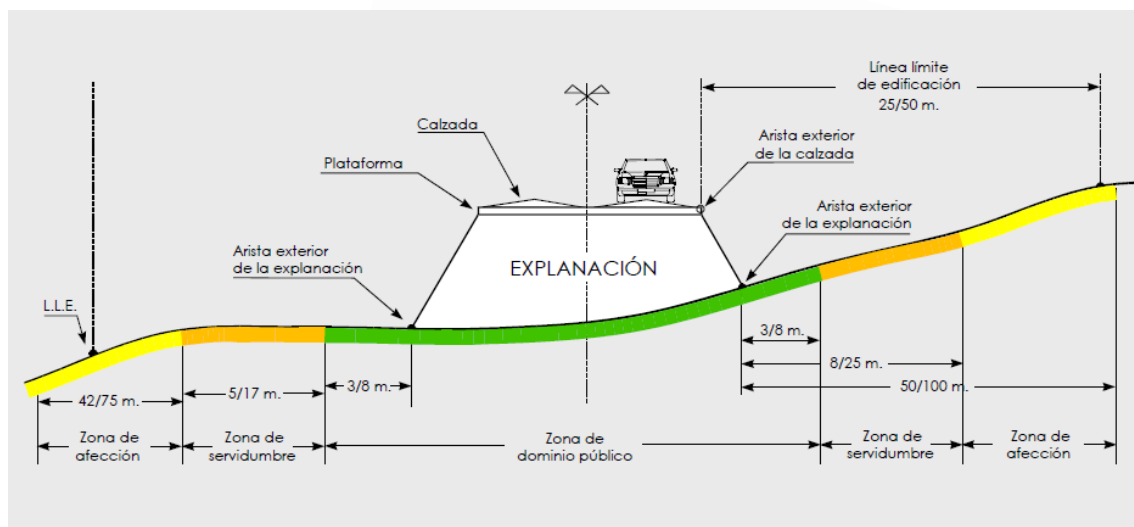 Línea límite
de edificación
25/50 m.
Calzada
Arista exterior
de la calzada
Plataforma
Arista exterior
de la explanación
Arista exterior
de la explanación
EXPLANACIÓN
L.L.E.
3/8 m.
8/25 m.
3/8 m.
50/100 m.
42/75 m.
5/17 m.
Zona de
afección
Zona de
servidumbre
Zona de
dominio público
Zona de
servidumbre
Zona de
afección